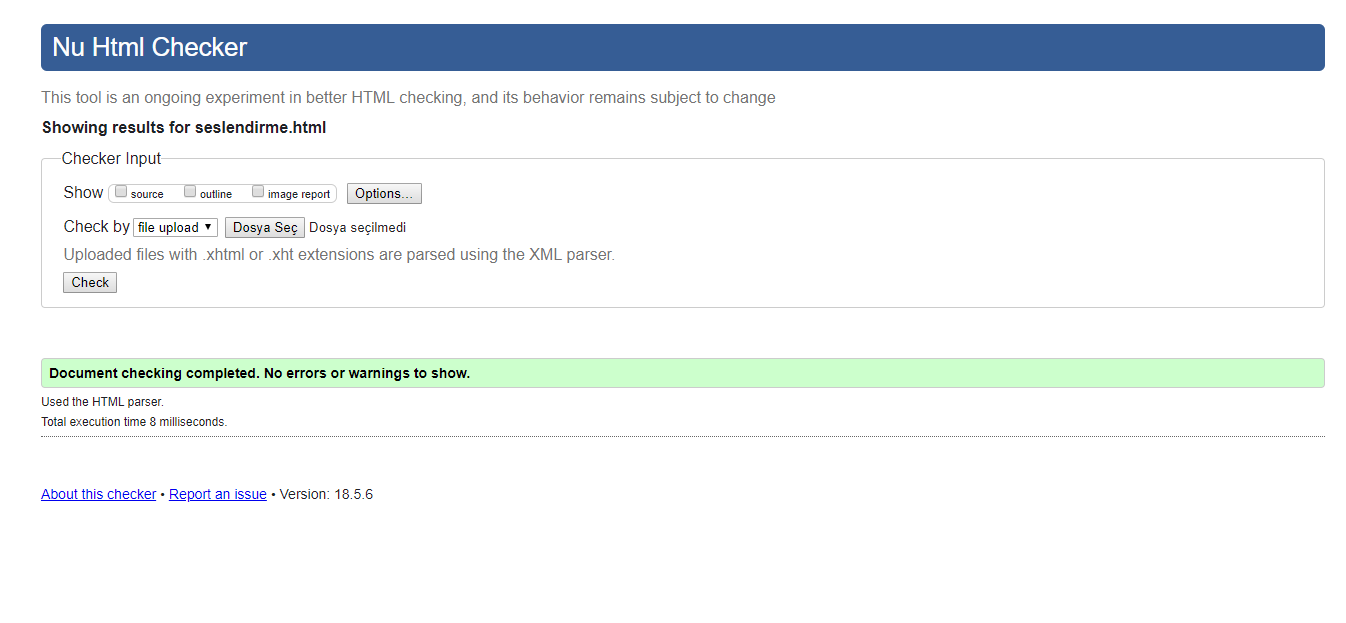 Nu Html Checker
This tool is an ongoing experiment in better HTML checking, and its behavior remains subject to change
Showing results for seslendirme.html
Checker Input
Show source outline image report Options...
Check by file upload Dosya Seç Dosya seçilmedi
Uploaded files with .xhtml or .xht extensions are parsed using the XML parser.
Check
Document checking completed. No errors or warnings to show.
Used the HTML parser.
Total execution time 8 milliseconds.
About this checker • Report an issue • Version: 18.5.6